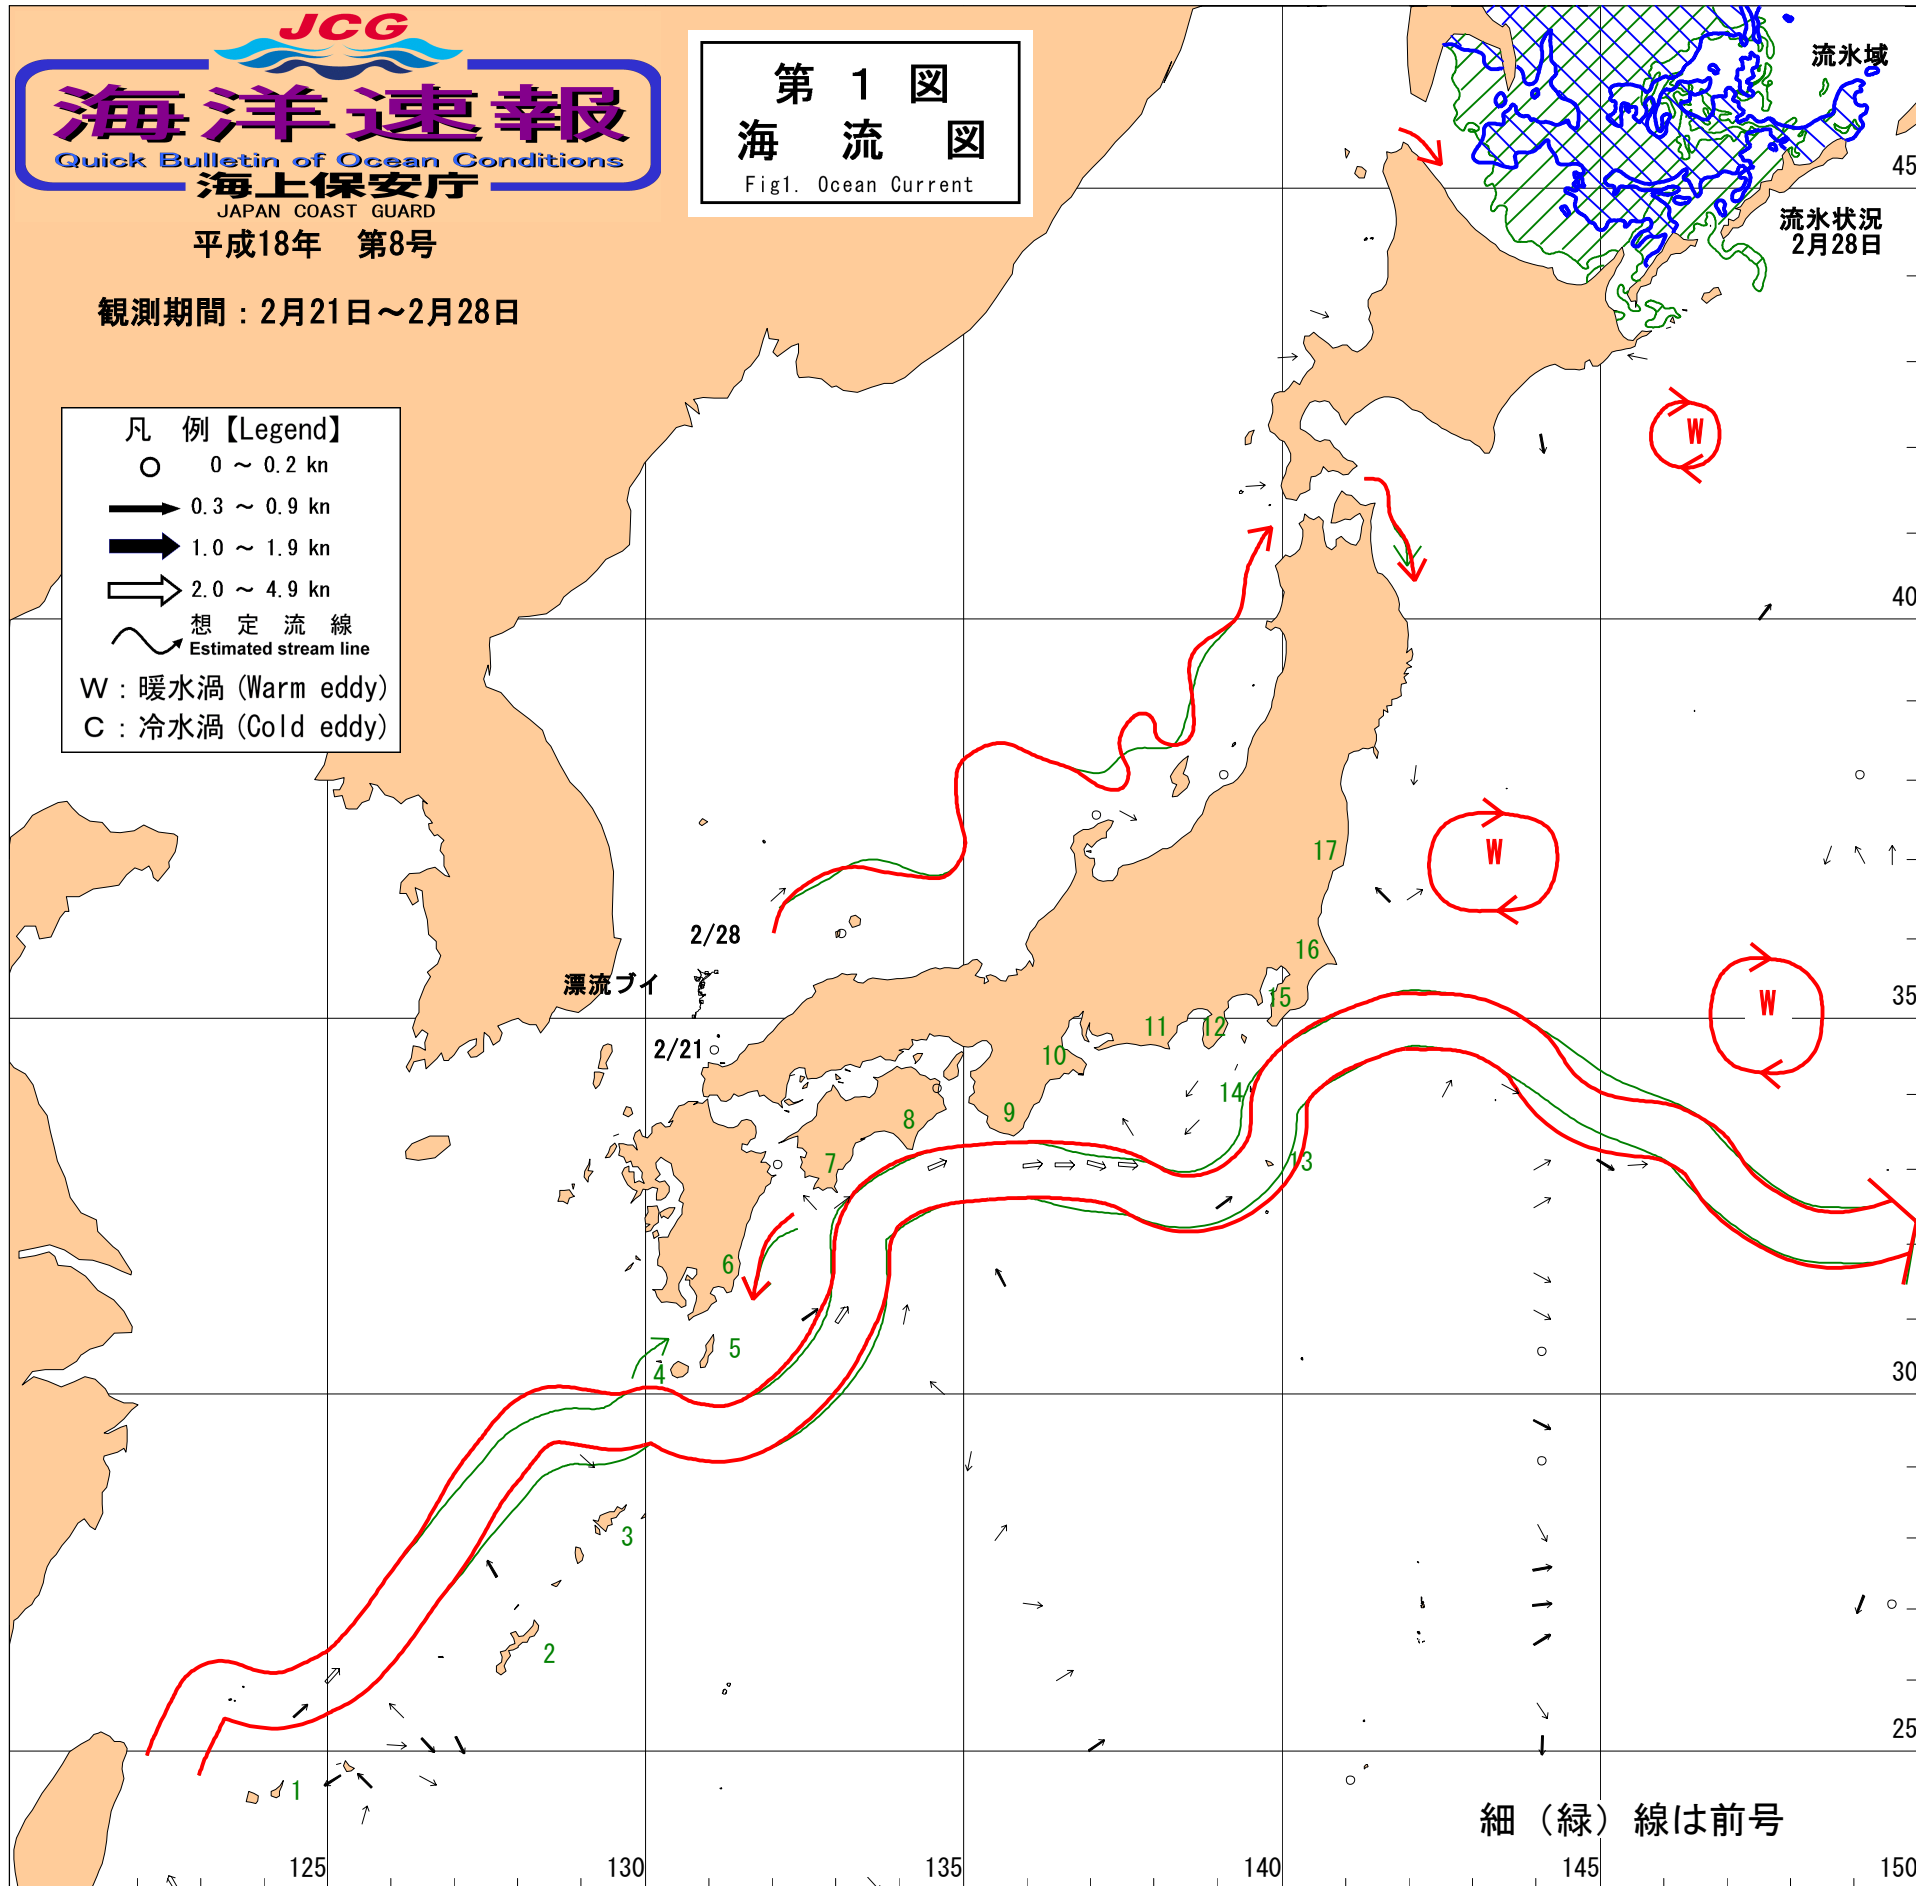 JCG
海洋速報
Quick Bulletin of Ocean Conditions
海上保安庁
JAPAN COAST GUARD
平成18年 第8号
観測期間：2月21日～2月28日
第 1 図
海 流 図
Fig1. Ocean Current
流氷域
流氷状況
2月28日
凡 例【Legend】
0 ～ 0.2 kn
0.3 ～ 0.9 kn
1.0 ～ 1.9 kn
2.0 ～ 4.9 kn
想 定 流 線
Estimated stream line
W：暖水渦(Warm eddy)
C：冷水渦(Cold eddy)
45
W
40
17
W
2/28
16
漂流ブイ
15
W
35
2/21
10
11
12
14
8
9
7
13
6
5
4
30
3
2
25
1
細（緑）線は前号
125
130
135
140
145
150